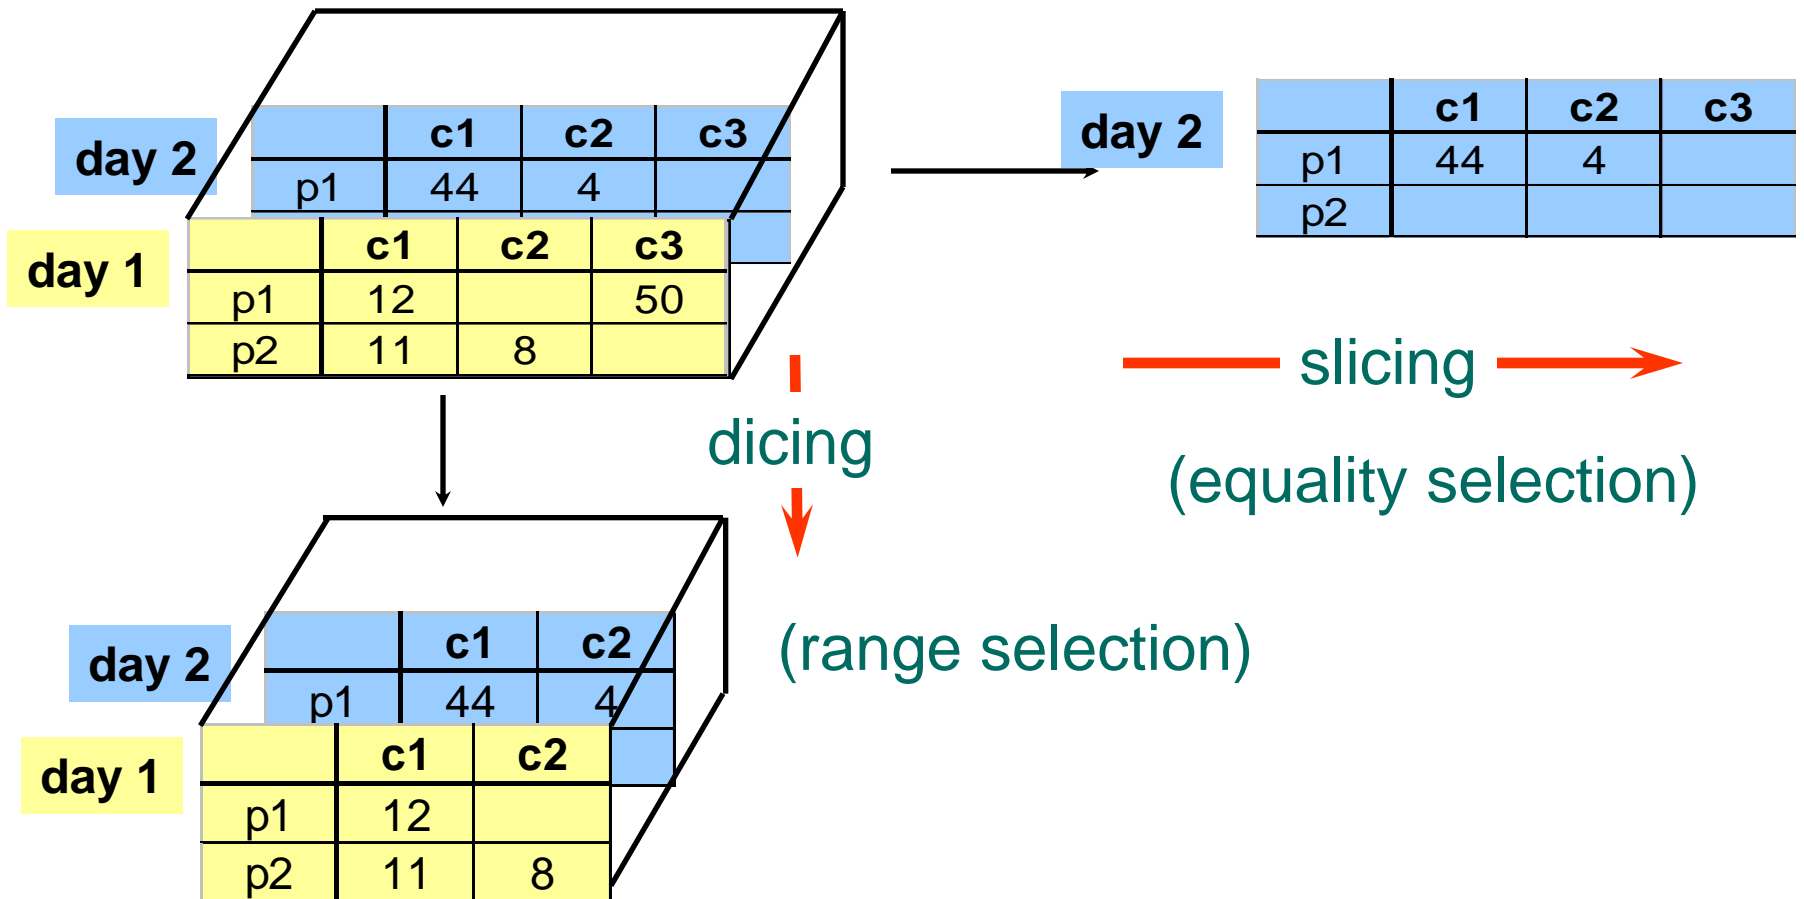 day 2
c1 c2 c3
p1 44 4
day 1
c1 c2 c3
p1 12 50
p2 11 8
day 2
c1 c2 c3
p1 44 4
p2
slicing
(equality selection)
dicing
(range selection)
day 2
c1 c2
p1 44 4
day 1
c1 c2
p1 12
p2 11 8